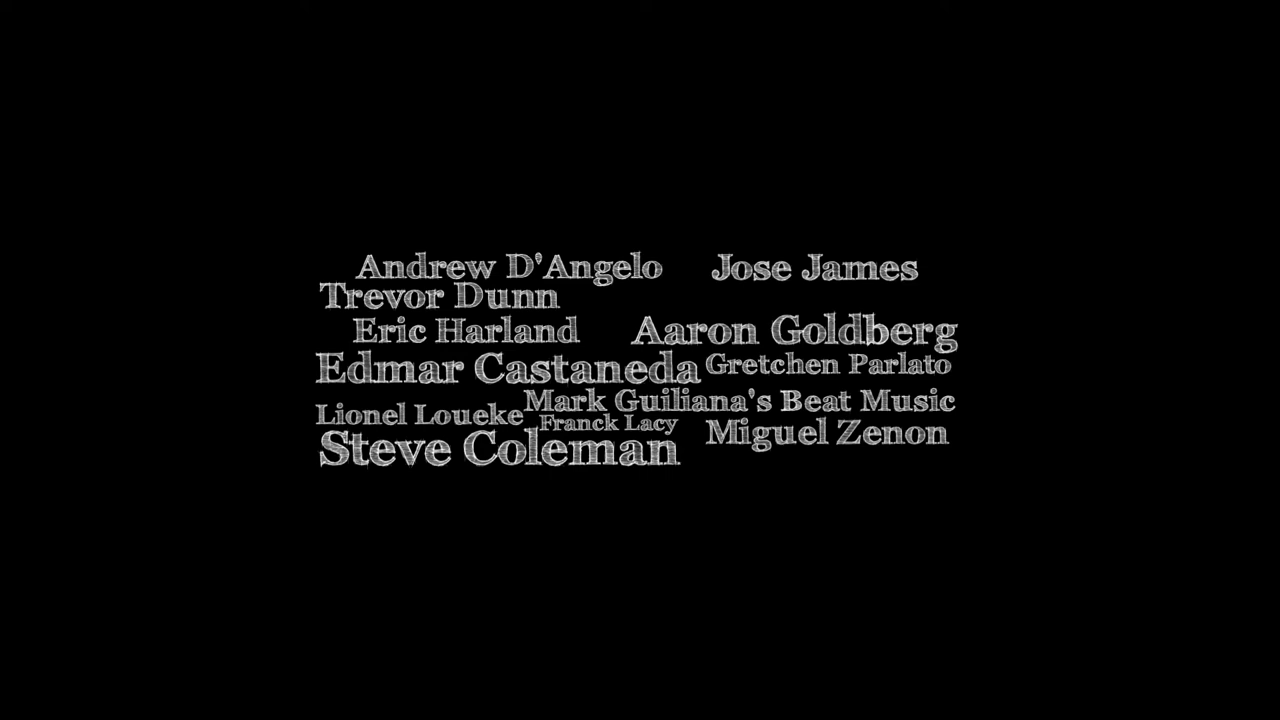 Andrew D'Angelo Jose James
Trevor Dunn
Eric Harland Aaron Goldberg
Edmar Castaneda Gretchen Parlato
Mark Guiliana's Beat Music
Lionel Loueke Franck Lacy
Steve Coleman Miguel Zenon